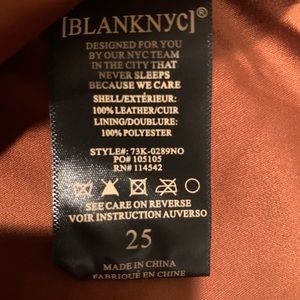 [BLANKNYC]®
DESIGNED FOR YOU
BY OUR NYC TEAM
IN THE CITY THAT
NEVER SLEEPS
BECAUSE WE CARE
SHELL/EXTÉRIEUR:
100% LEATHER/CUIR
LINING/DOUBLURE:
100% POLYESTER
STYLE#: 73K-0289NO
PO# 105105
RN# 114542
SEE CARE ON REVERSE
VOIR INSTRUCTION AUVERSO
25
MADE IN CHINA
FABRIQUÉ EN CHINE